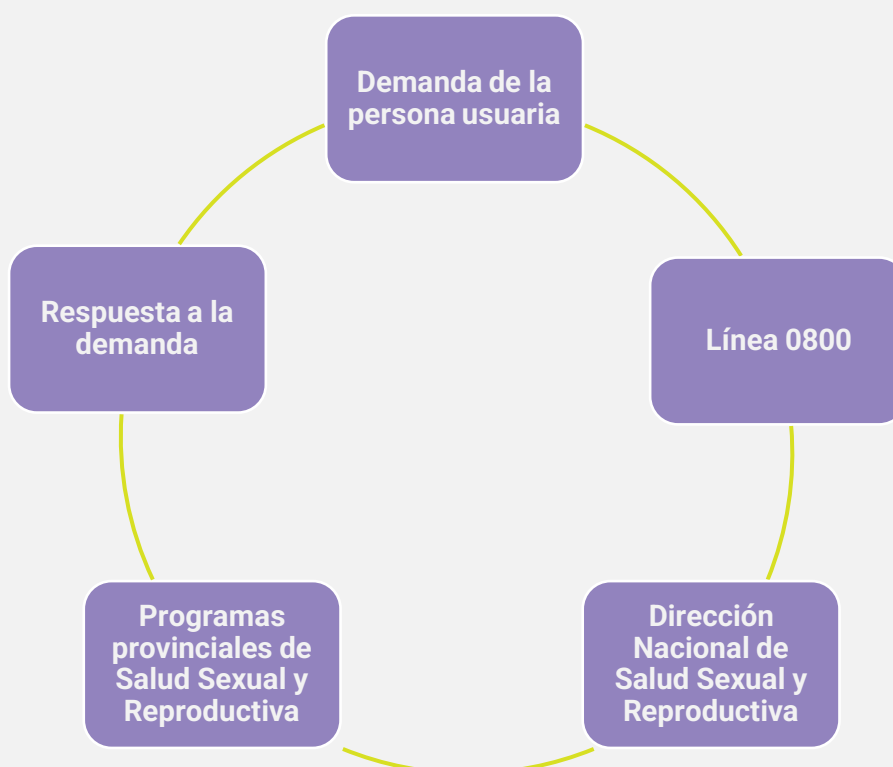 Demanda de la
persona usuaria
Línea 0800
Dirección
Nacional de
Salud Sexual y
Reproductiva
Programas
provinciales de
Salud Sexual y
Reproductiva
Respuesta a la
demanda